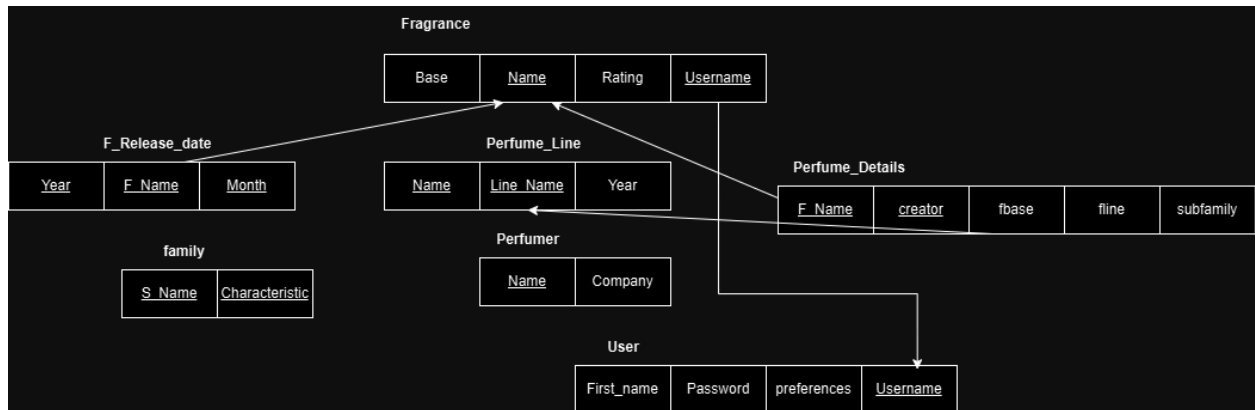 Fragrance
Base Name Rating Username
F_Release_date
Year F_Name Month
Perfume_Line
Name Line_Name Year
Perfume_Details
F_Name creator fbase fline subfamily
family
S_Name Characteristic
Perfumer
Name Company
User
First_name Password preferences Username